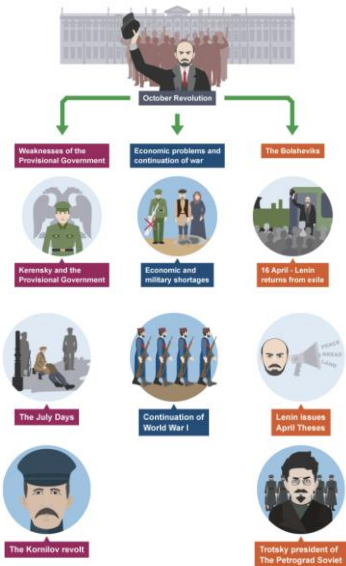 October Revolution
Weaknesses of the
Provisional Government
Economic problems and
continuation of war
The Bolsheviks
Kerensky and the
Provisional Government
Economic and
military shortages
16 April - Lenin
returns from exile
PEACE
BREAD
LAND
The July Days
Continuation of
World War I
Lenin issues
April Theses
The Kornilov revolt
Trotsky president of
The Petrograd Soviet